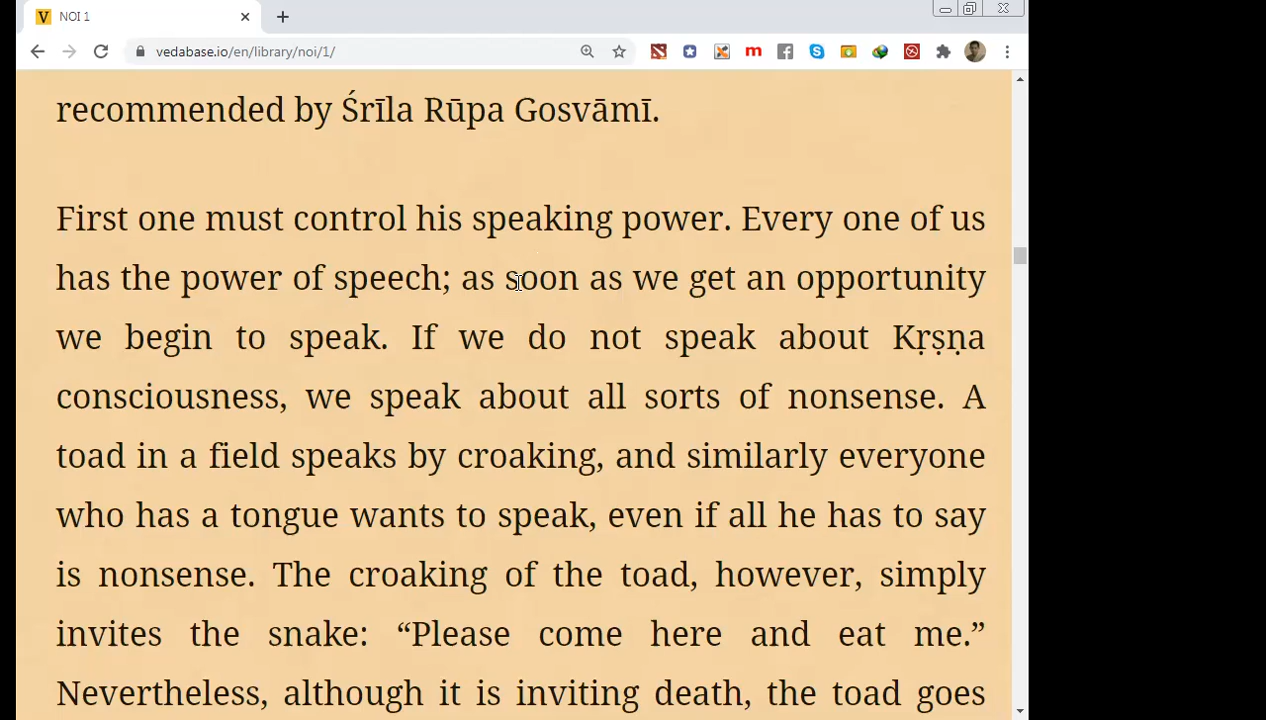 V NOI 1
vedabase.io/en/library/noi/1/
m
recommended by Śrīla Rūpa Gosvāmī.
First one must control his speaking power. Every one of us
has the power of speech; as soon as we get an opportunity
we begin to speak. If we do not speak about Kṛṣṇa
consciousness, we speak about all sorts of nonsense. A
toad in a field speaks by croaking, and similarly everyone
who has a tongue wants to speak, even if all he has to say
is nonsense. The croaking of the toad, however, simply
invites the snake: “Please come here and eat me.”
Nevertheless, although it is inviting death, the toad goes